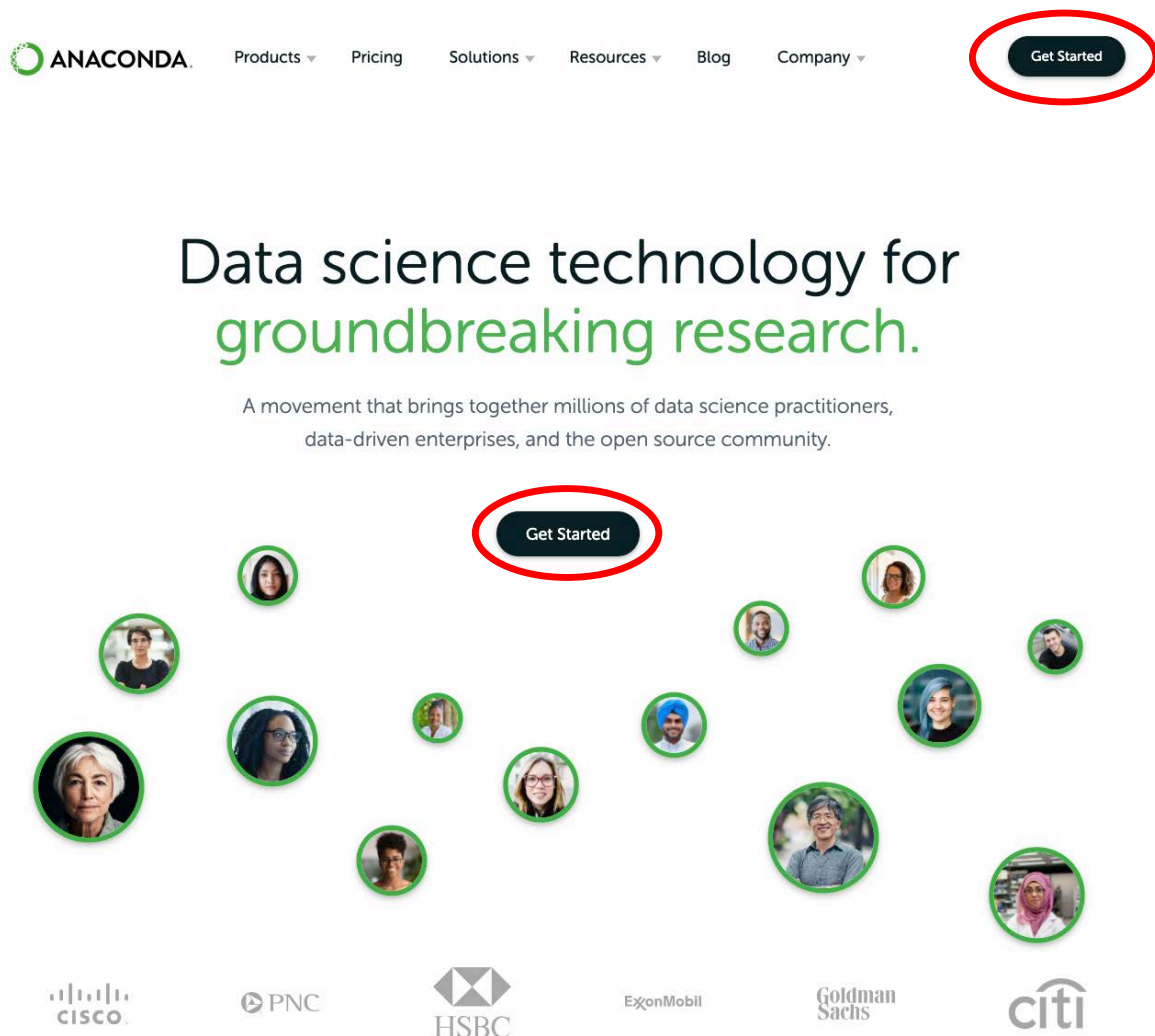 ANACONDA. Products Pricing Solutions Resources Blog Company Get Started
Data science technology for
groundbreaking research.
A movement that brings together millions of data science practitioners,
data-driven enterprises, and the open source community.
Get Started
CISCO. PNC HSBC ExxonMobil Goldman Sachs citi